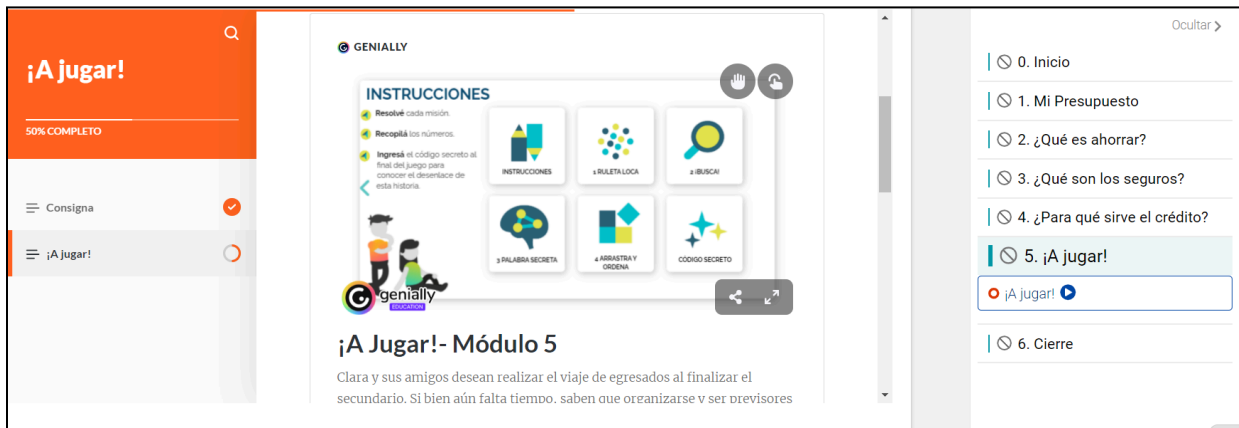 ¡A jugar!
50% COMPLETO
Consigna
¡A jugar!
GENIALLY
INSTRUCCIONES
Resolvé cada misión.
Recopilá los números.
Ingresá el código secreto al
final del juego para
conocer el desenlace de
esta historia.
INSTRUCCIONES
1 RULETA LOCA
2 ¡BUSCA!
3 PALABRA SECRETA
4 ARRASTRA Y
ORDENA
CÓDIGO SECRETO
genially
EDUCATION
¡A Jugar!- Módulo 5
Clara y sus amigos desean realizar el viaje de egresados al finalizar el
secundario. Si bien aún falta tiempo, saben que organizarse y ser previsores
Ocultar
0. Inicio
1. Mi Presupuesto
2. ¿Qué es ahorrar?
3. ¿Qué son los seguros?
4. ¿Para qué sirve el crédito?
5. ¡A jugar!
¡A jugar!
6. Cierre